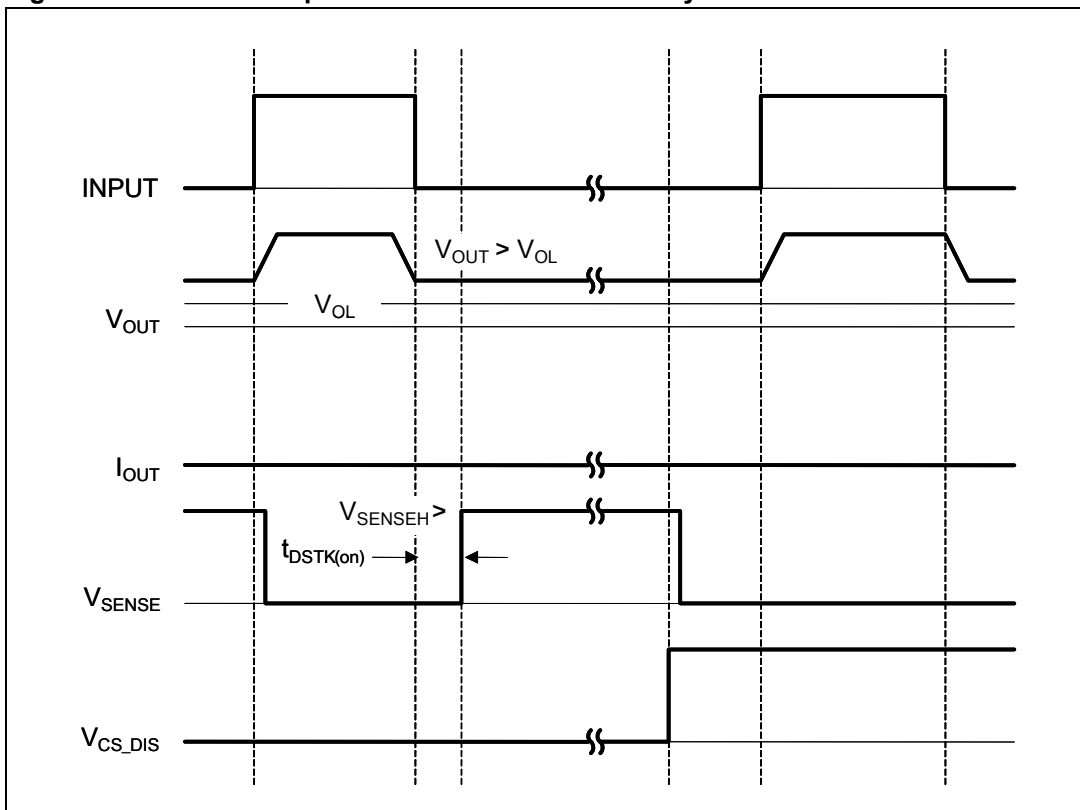 INPUT
V_OUT > V_OL
V_OL
V_OUT
I_OUT
V_SENSEH >
t_DSTK(on)
V_SENSE
V_CS_DIS